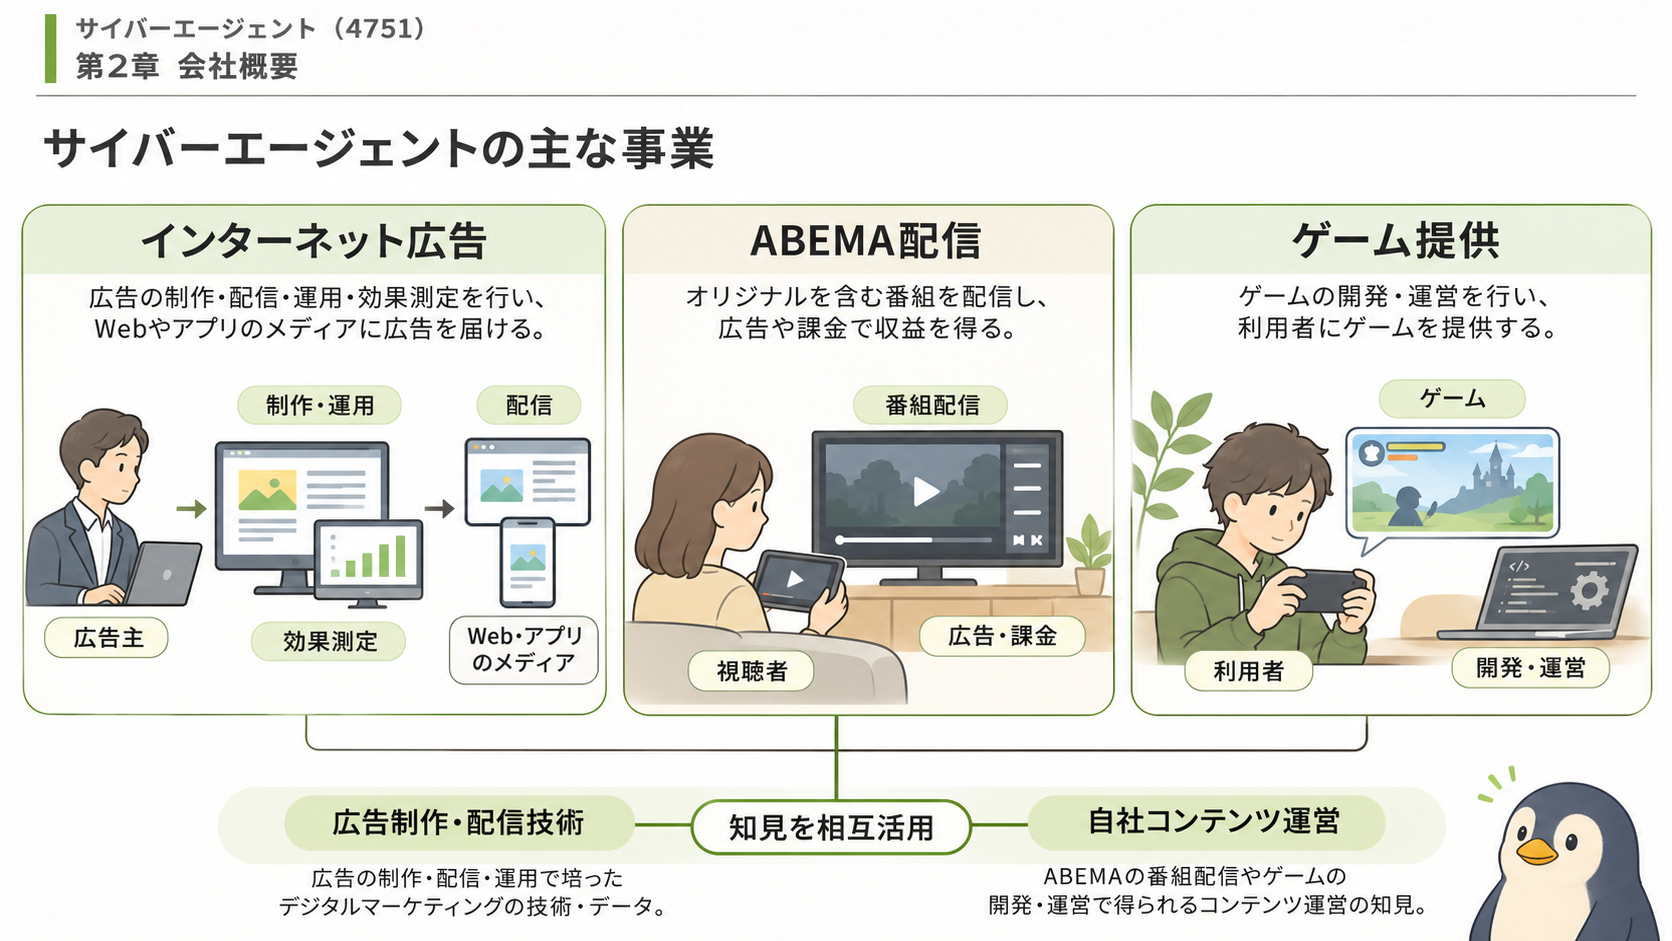 サイバーエージェント（4751）
第2章 会社概要
サイバーエージェントの主な事業
インターネット広告
広告の制作・配信・運用・効果測定を行い、
Webやアプリのメディアに広告を届ける。
制作・運用
配信
広告主
効果測定
Web・アプリ
のメディア
ABEMA配信
オリジナルを含む番組を配信し、
広告や課金で収益を得る。
番組配信
広告・課金
視聴者
ゲーム提供
ゲームの開発・運営を行い、
利用者にゲームを提供する。
ゲーム
</>
利用者
開発・運営
広告制作・配信技術
知見を相互活用
自社コンテンツ運営
広告の制作・配信・運用で培った
デジタルマーケティングの技術・データ。
ABEMAの番組配信やゲームの
開発・運営で得られるコンテンツ運営の知見。